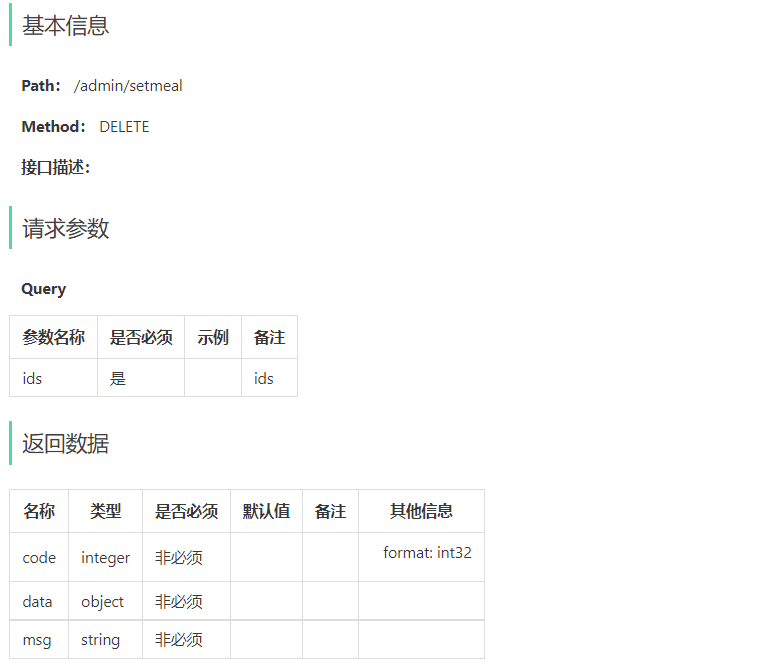 基本信息
Path： /admin/setmeal
Method： DELETE
接口描述：
请求参数
Query
参数名称 是否必须 示例 备注
ids 是 ids
返回数据
名称 类型 是否必须 默认值 备注 其他信息
code integer 非必须 format: int32
data object 非必须
msg string 非必须